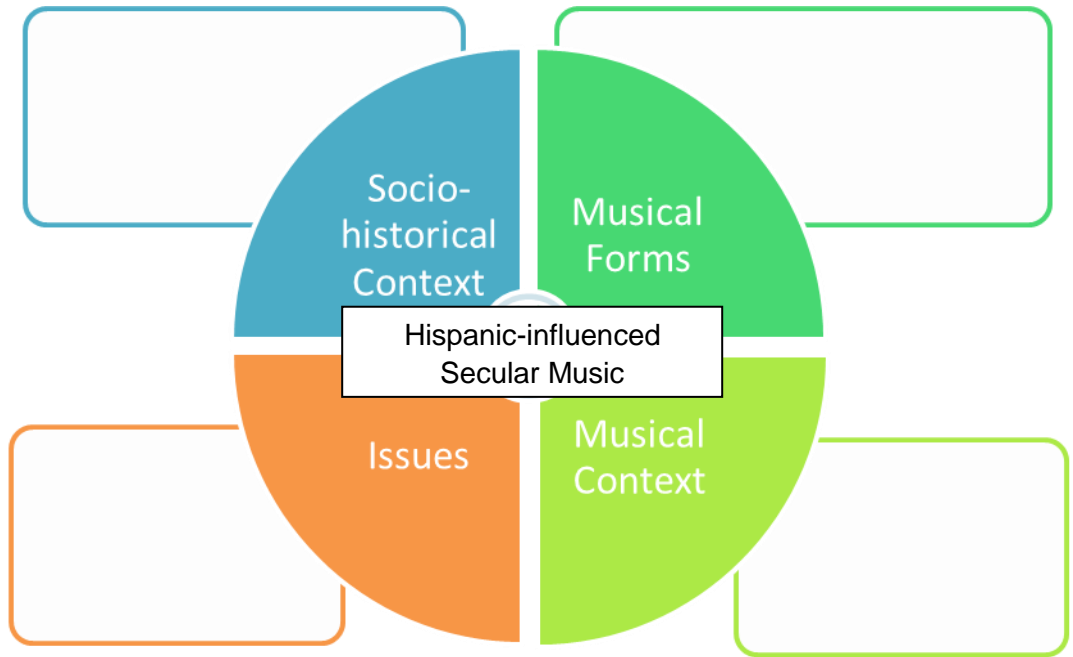 Socio-
historical
Context
Musical
Forms
Hispanic-influenced
Secular Music
Issues
Musical
Context